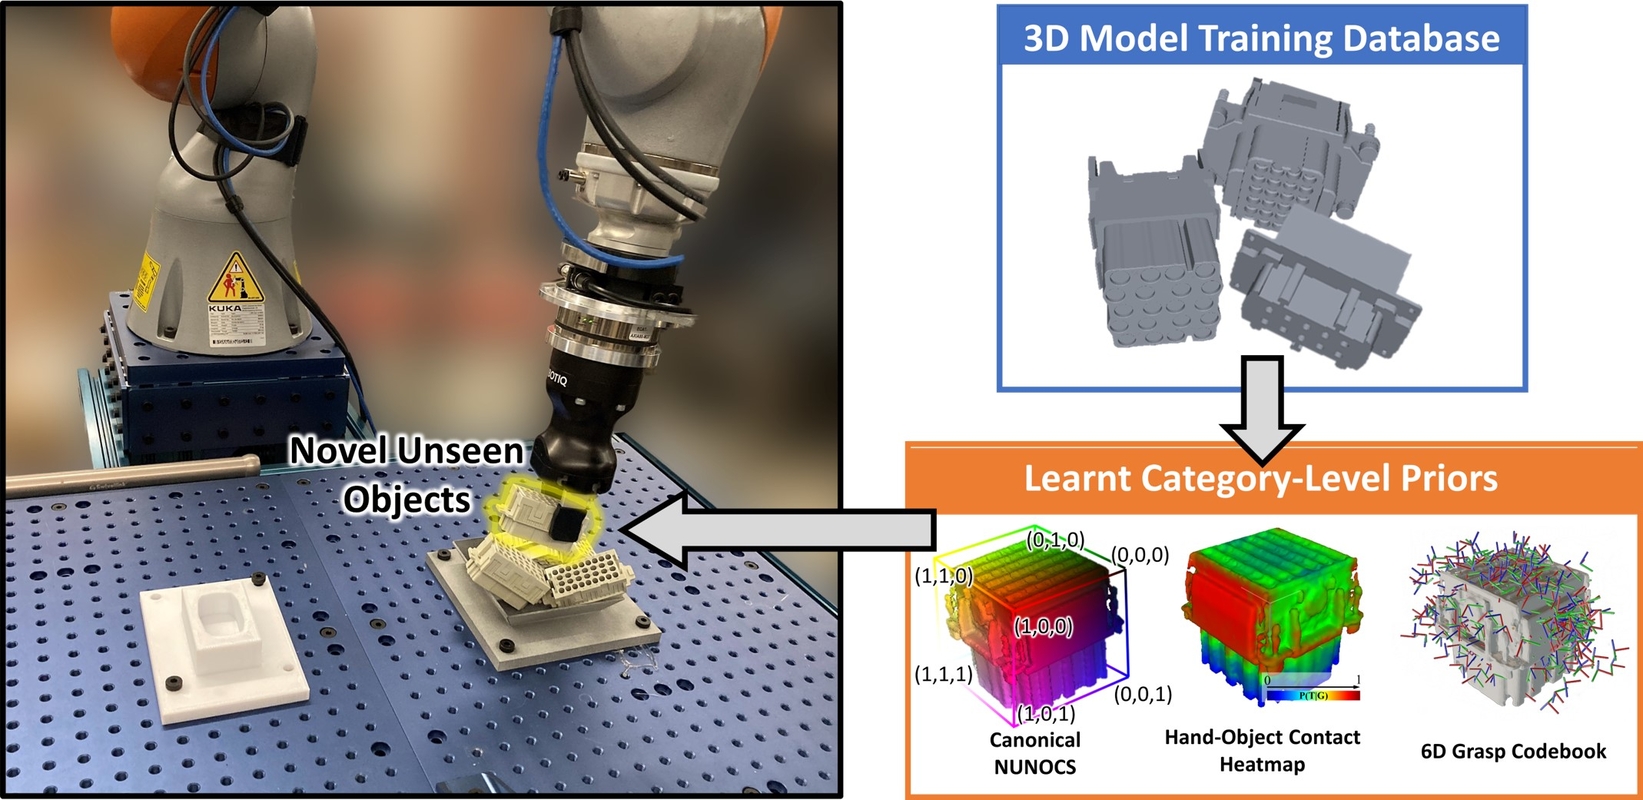 KUKA
Novel Unseen
Objects
3D Model Training Database
Learnt Category-Level Priors
(0,1,0)
(0,0,0)
(1,1,0)
(1,0,0)
(1,1,1)
(0,0,1)
(1,0,1)
Canonical
NUNOCS
0 1
P(T|G)
Hand-Object Contact
Heatmap
6D Grasp Codebook